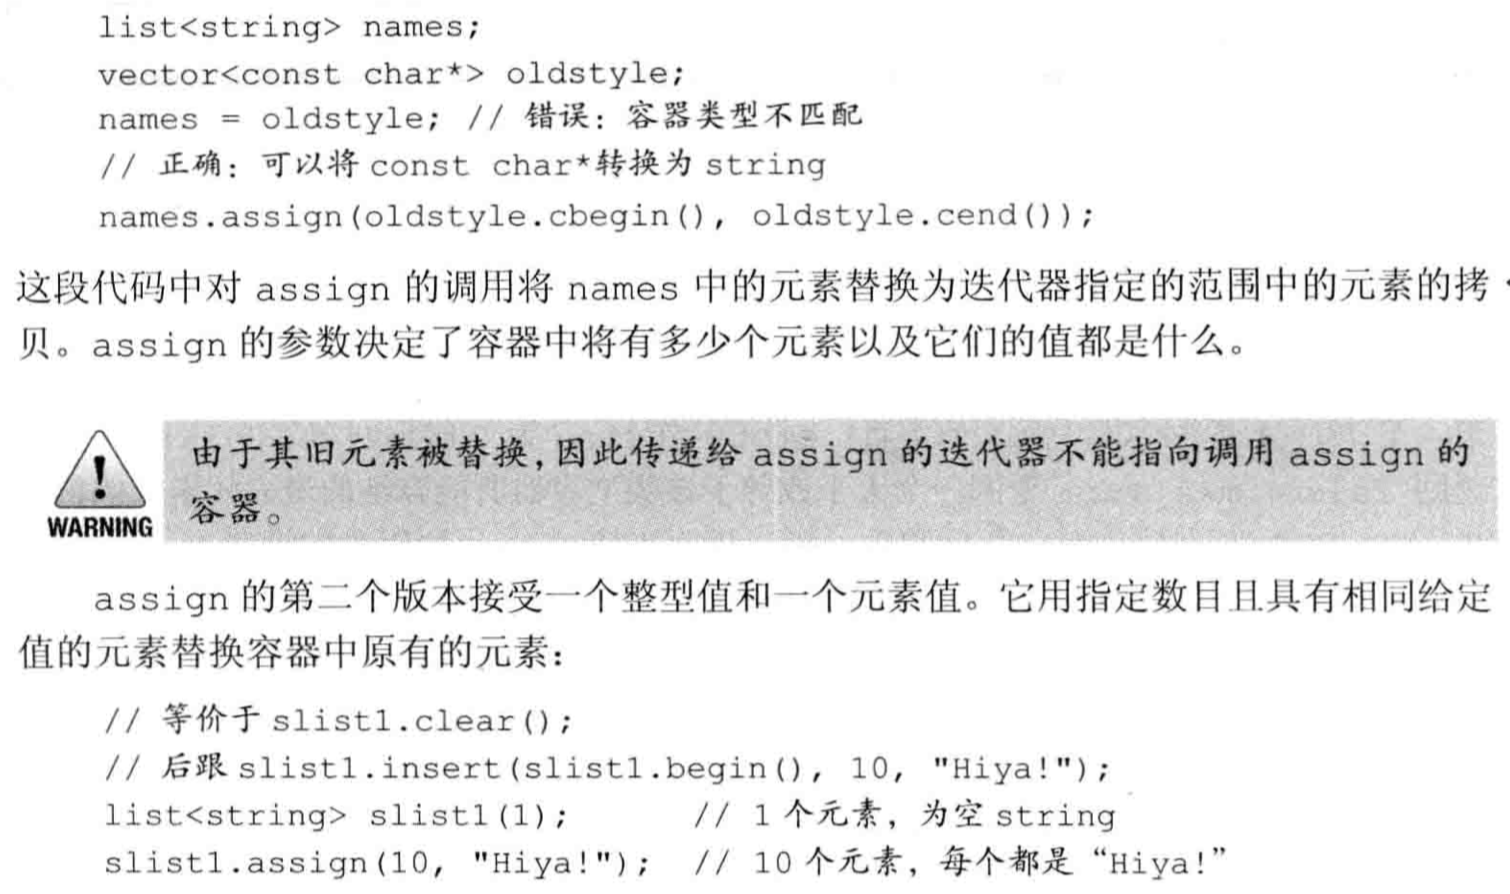 list<string> names;
vector<const char*> oldstyle;
names = oldstyle; // 错误：容器类型不匹配
// 正确：可以将 const char*转换为 string
names.assign(oldstyle.cbegin(), oldstyle.cend());
这段代码中对 assign 的调用将 names 中的元素替换为迭代器指定的范围中的元素的拷
贝。assign 的参数决定了容器中将有多少个元素以及它们的值都是什么。
由于其旧元素被替换，因此传递给 assign 的迭代器不能指向调用 assign 的
容器。
WARNING
assign 的第二个版本接受一个整型值和一个元素值。它用指定数目且具有相同给定
值的元素替换容器中原有的元素：
// 等价于 slist1.clear();
// 后跟 slist1.insert(slist1.begin(), 10, "Hiya!");
list<string> slist1(1); // 1 个元素，为空 string
slist1.assign(10, "Hiya!"); // 10 个元素，每个都是“Hiya!”